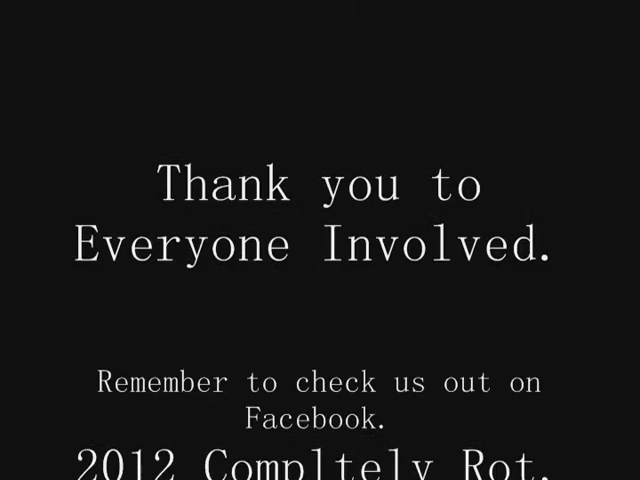 Thank you to
Everyone Involved.
Remember to check us out on
Facebook.
2012 Compltely Rot.